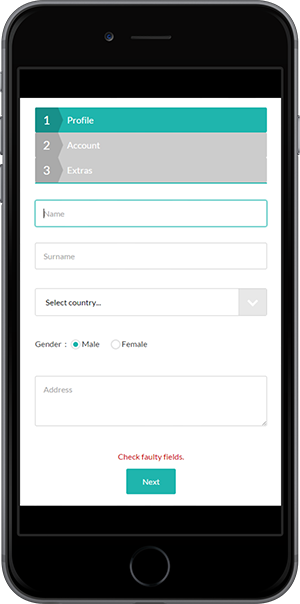 1 Profile
2 Account
3 Extras
Name
Surname
Select country...
Gender : Male Female
Address
Check faulty fields.
Next